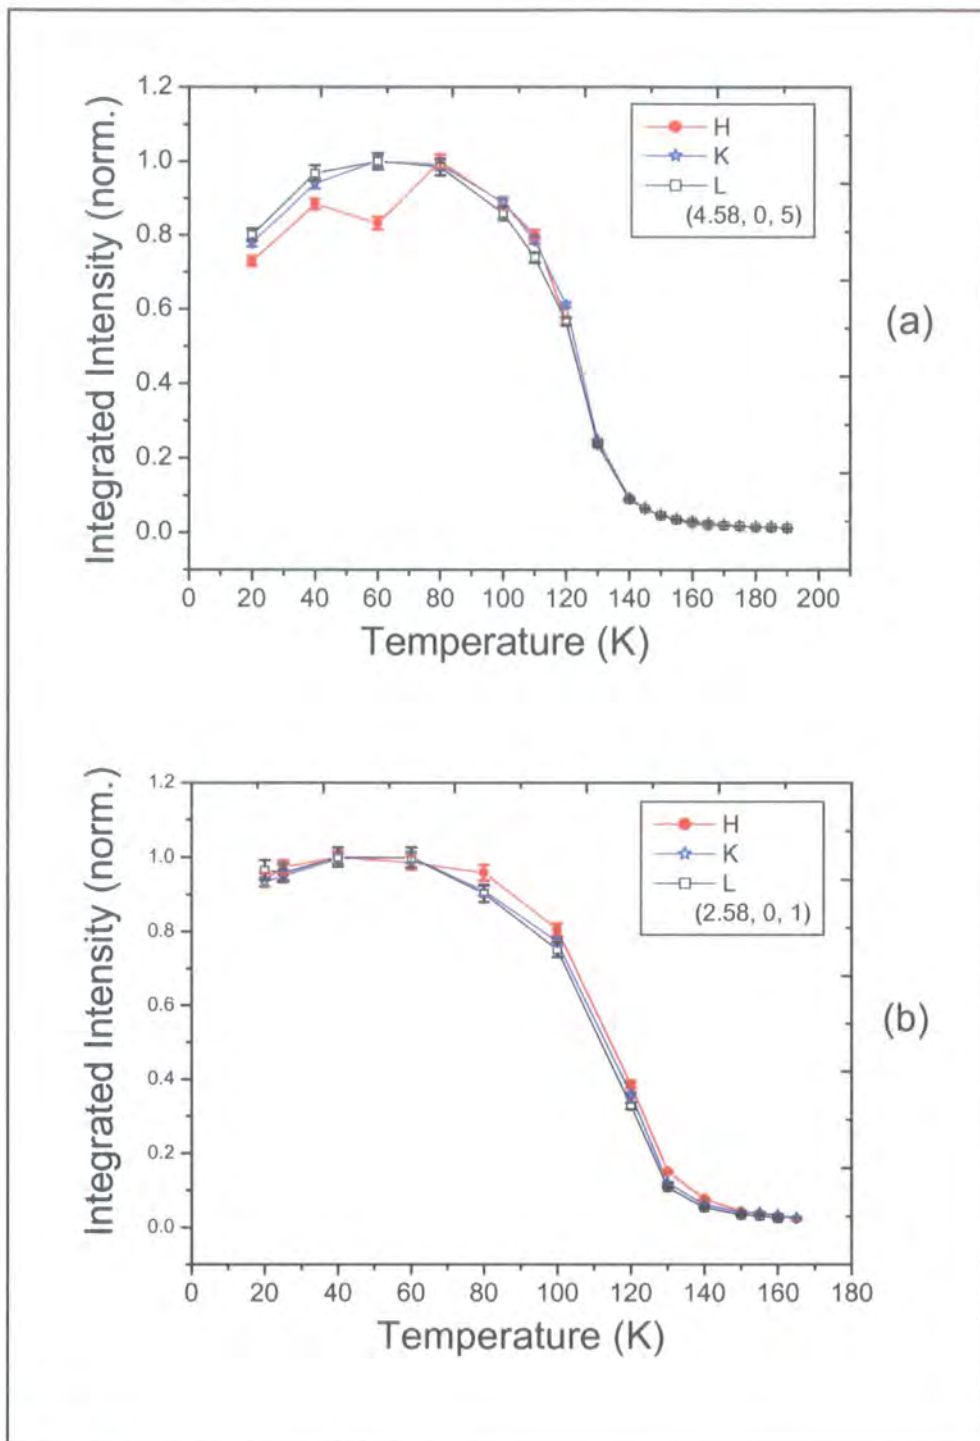 1.2
1.0
0.8
0.6
0.4
0.2
0.0
Integrated Intensity (norm.)
H
K
L
(4.58, 0, 5)
(a)
0 20 40 60 80 100 120 140 160 180 200
Temperature (K)
1.2
1.0
0.8
0.6
0.4
0.2
0.0
Integrated Intensity (norm.)
H
K
L
(2.58, 0, 1)
(b)
0 20 40 60 80 100 120 140 160 180
Temperature (K)